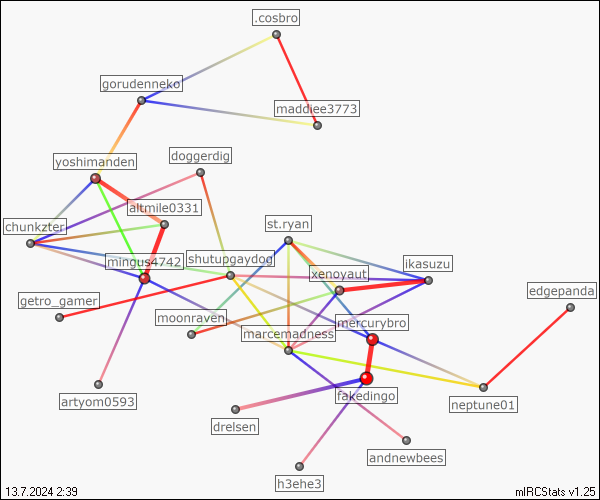 .cosbro
gorudenneko
maddiee3773
yoshimanden
doggerdig
altmile0331
chunkzter
st.ryan
mingus4742
shutupgaydog
xenoyaut
ikasuzu
getro_gamer
edgepanda
moonraven
mercurybro
marcemadness
artyom0593
fakedingo
neptune01
drelsen
andnewbees
h3ehe3
13.7.2024 2:39
mIRCStats v1.25